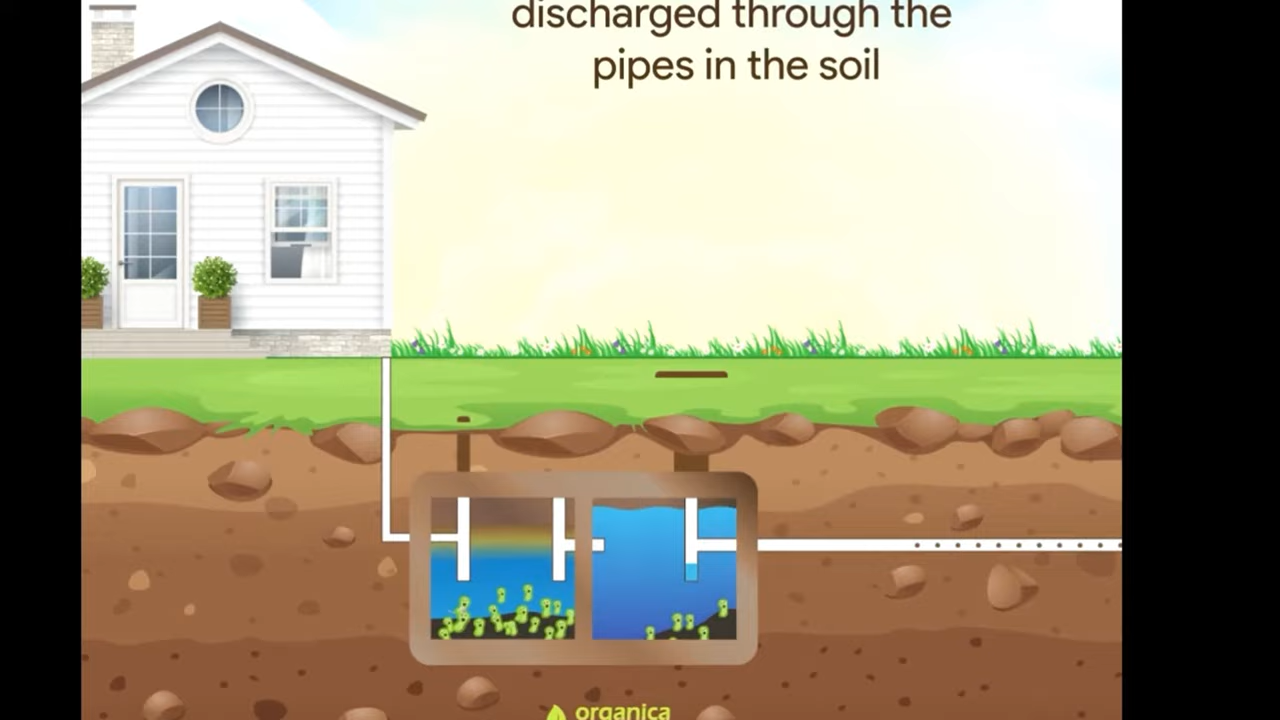 discharged through the
pipes in the soil
organica